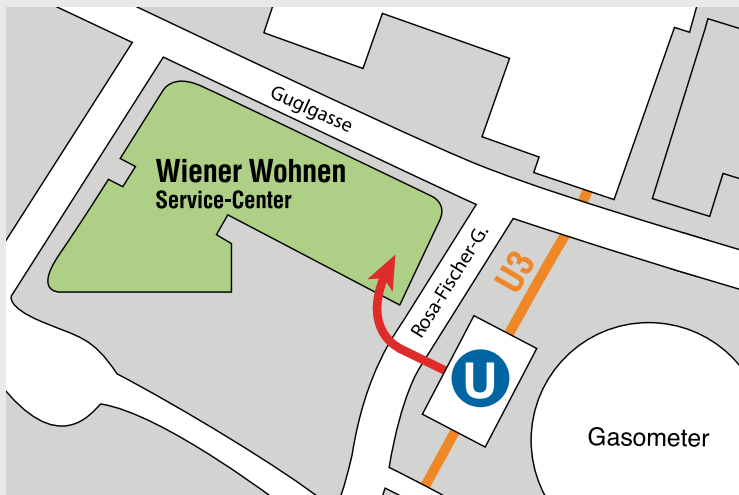 Guglgasse
Wiener Wohnen
Service-Center
Rosa-Fischer-G.
U3
U
Gasometer